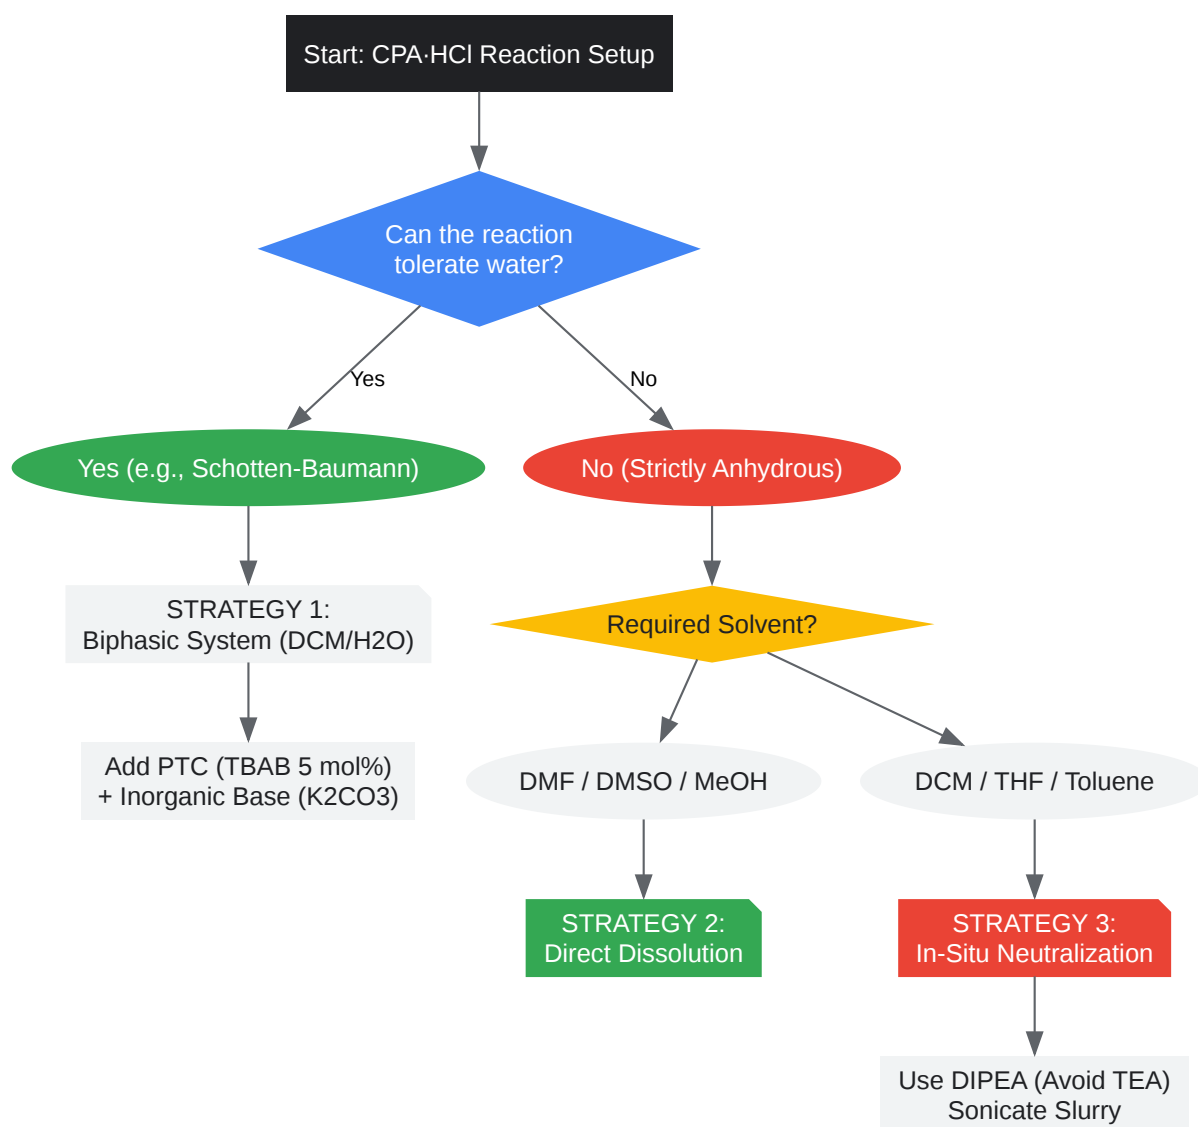 Start: CPA·HCl Reaction Setup
Can the reaction
tolerate water?
Yes
No
Yes (e.g., Schotten-Baumann)
No (Strictly Anhydrous)
STRATEGY 1:
Biphasic System (DCM/H2O)
Required Solvent?
Add PTC (TBAB 5 mol%)
+ Inorganic Base (K2CO3)
DMF / DMSO / MeOH
DCM / THF / Toluene
STRATEGY 2:
Direct Dissolution
STRATEGY 3:
In-Situ Neutralization
Use DIPEA (Avoid TEA)
Sonicate Slurry